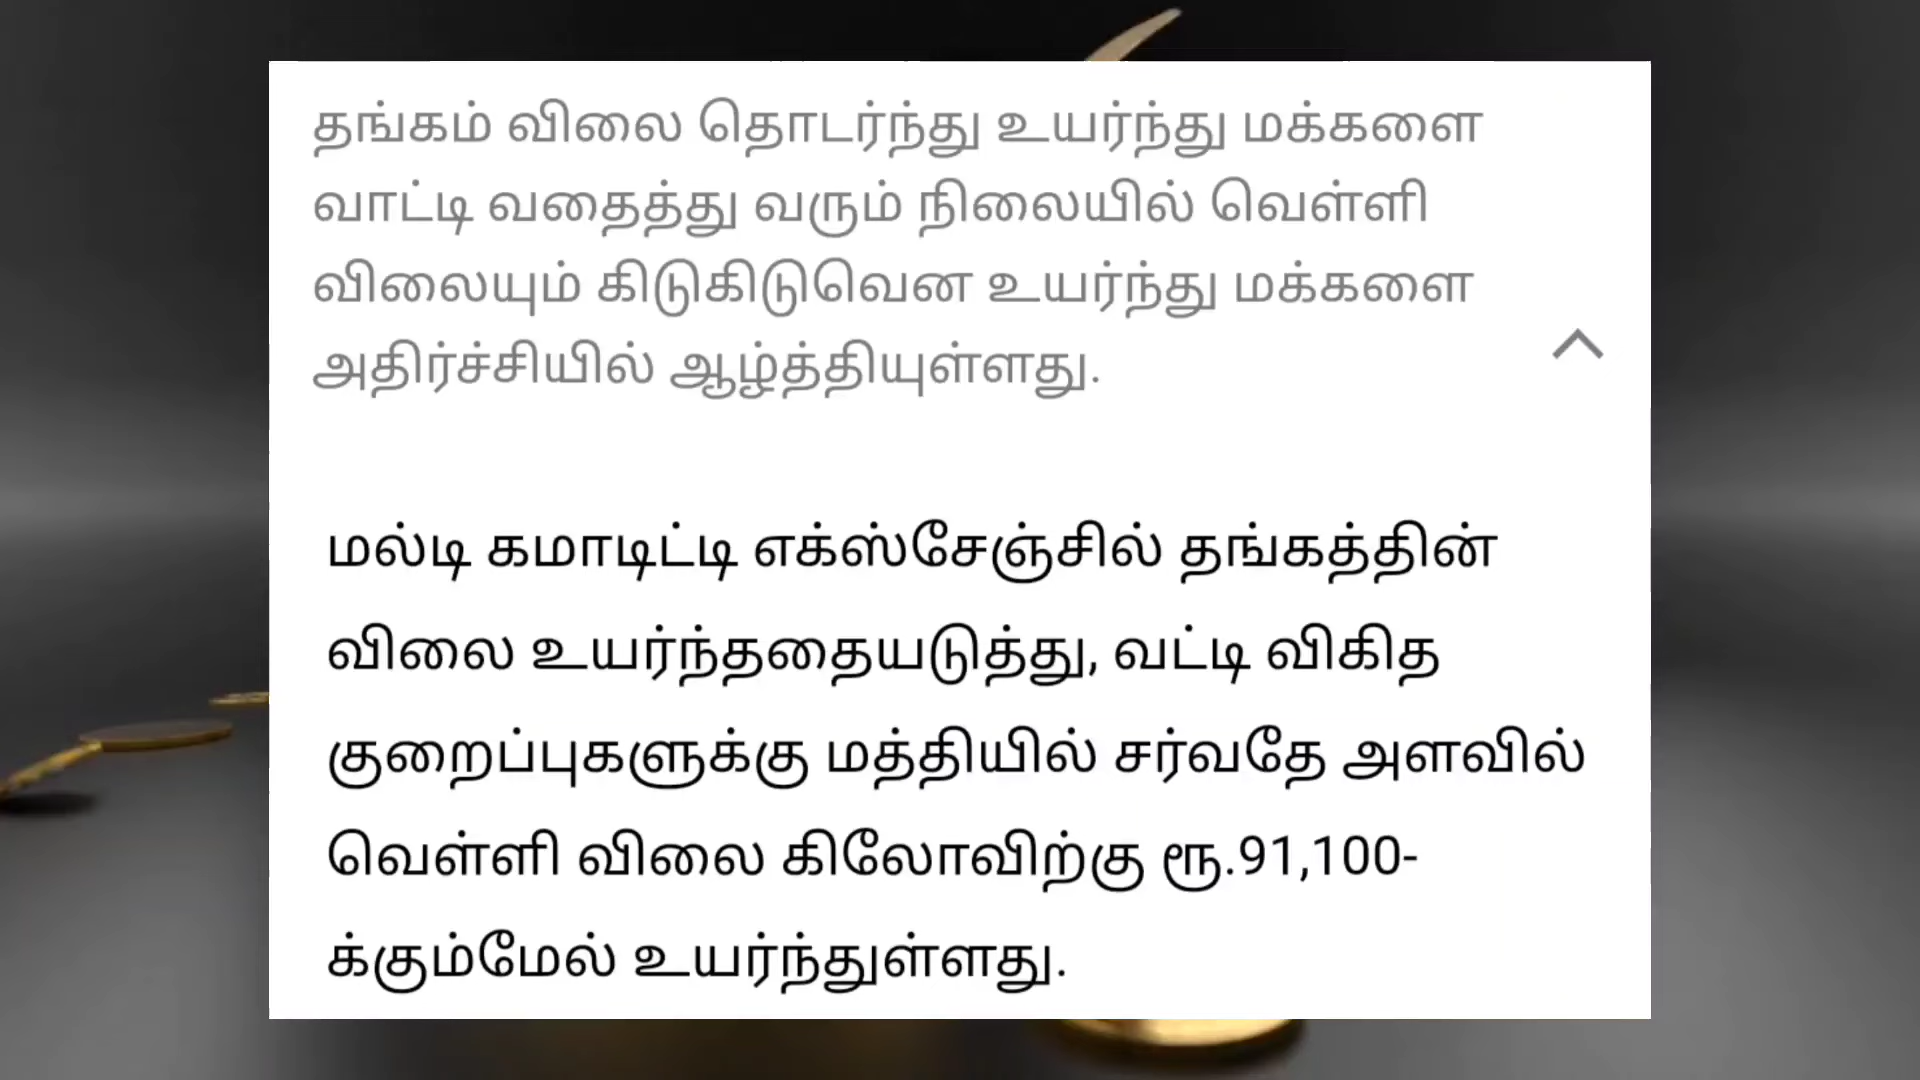 தங்கம் விலை தொடர்ந்து உயர்ந்து மக்களை
வாட்டி வதைத்து வரும் நிலையில் வெள்ளி
விலையும் கிடுகிடுவென உயர்ந்து மக்களை
அதிர்ச்சியில் ஆழ்த்தியுள்ளது.
மல்டி கமாடிட்டி எக்ஸ்சேஞ்சில் தங்கத்தின்
விலை உயர்ந்ததையடுத்து, வட்டி விகித
குறைப்புகளுக்கு மத்தியில் சர்வதே அளவில்
வெள்ளி விலை கிலோவிற்கு ரூ.91,100-
க்கும்மேல் உயர்ந்துள்ளது.